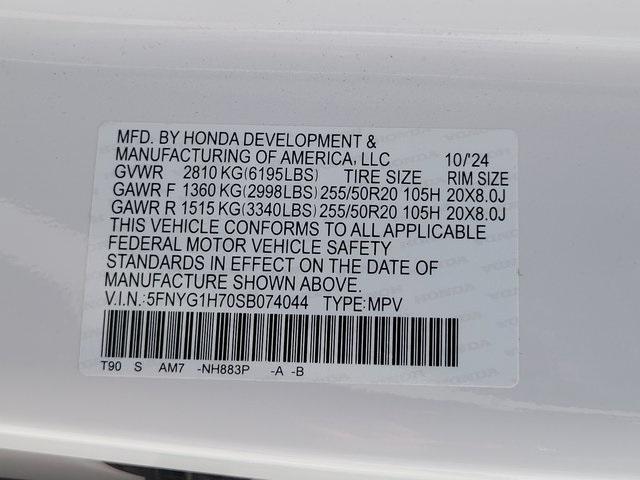 MFD. BY HONDA DEVELOPMENT &
MANUFACTURING OF AMERICA, LLC 10/'24
GVWR 2810 KG(6195LBS) TIRE SIZE RIM SIZE
GAWR F 1360 KG(2998LBS) 255/50R20 105H 20X8.0J
GAWR R 1515 KG(3340LBS) 255/50R20 105H 20X8.0J
THIS VEHICLE CONFORMS TO ALL APPLICABLE
FEDERAL MOTOR VEHICLE SAFETY
STANDARDS IN EFFECT ON THE DATE OF
MANUFACTURE SHOWN ABOVE.
V.I.N.:5FNYG1H70SB074044 TYPE:MPV
T90 S AM7 -NH883P -A -B